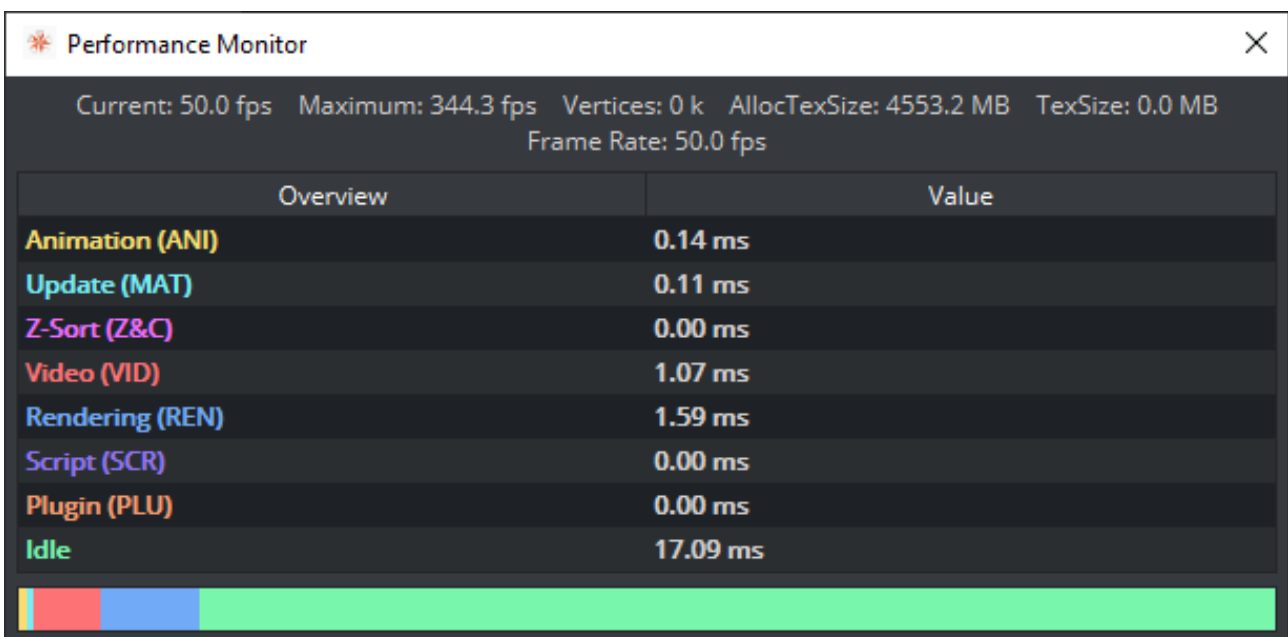 Performance Monitor
Current: 50.0 fps Maximum: 344.3 fps Vertices: 0 k AllocTexSize: 4553.2 MB TexSize: 0.0 MB
Frame Rate: 50.0 fps
Overview Value
Animation (ANI) 0.14 ms
Update (MAT) 0.11 ms
Z-Sort (Z&C) 0.00 ms
Video (VID) 1.07 ms
Rendering (REN) 1.59 ms
Script (SCR) 0.00 ms
Plugin (PLU) 0.00 ms
Idle 17.09 ms